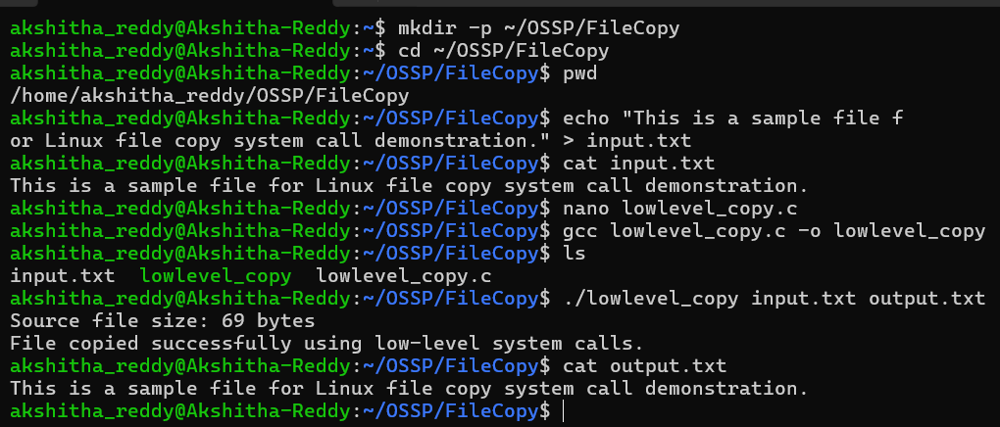 akshitha_reddy@Akshitha-Reddy:~$ mkdir -p ~/OSSP/FileCopy
akshitha_reddy@Akshitha-Reddy:~$ cd ~/OSSP/FileCopy
akshitha_reddy@Akshitha-Reddy:~/OSSP/FileCopy$ pwd
/home/akshitha_reddy/OSSP/FileCopy
akshitha_reddy@Akshitha-Reddy:~/OSSP/FileCopy$ echo "This is a sample file f
or Linux file copy system call demonstration." > input.txt
akshitha_reddy@Akshitha-Reddy:~/OSSP/FileCopy$ cat input.txt
This is a sample file for Linux file copy system call demonstration.
akshitha_reddy@Akshitha-Reddy:~/OSSP/FileCopy$ nano lowlevel_copy.c
akshitha_reddy@Akshitha-Reddy:~/OSSP/FileCopy$ gcc lowlevel_copy.c -o lowlevel_copy
akshitha_reddy@Akshitha-Reddy:~/OSSP/FileCopy$ ls
input.txt  lowlevel_copy  lowlevel_copy.c
akshitha_reddy@Akshitha-Reddy:~/OSSP/FileCopy$ ./lowlevel_copy input.txt output.txt
Source file size: 69 bytes
File copied successfully using low-level system calls.
akshitha_reddy@Akshitha-Reddy:~/OSSP/FileCopy$ cat output.txt
This is a sample file for Linux file copy system call demonstration.
akshitha_reddy@Akshitha-Reddy:~/OSSP/FileCopy$